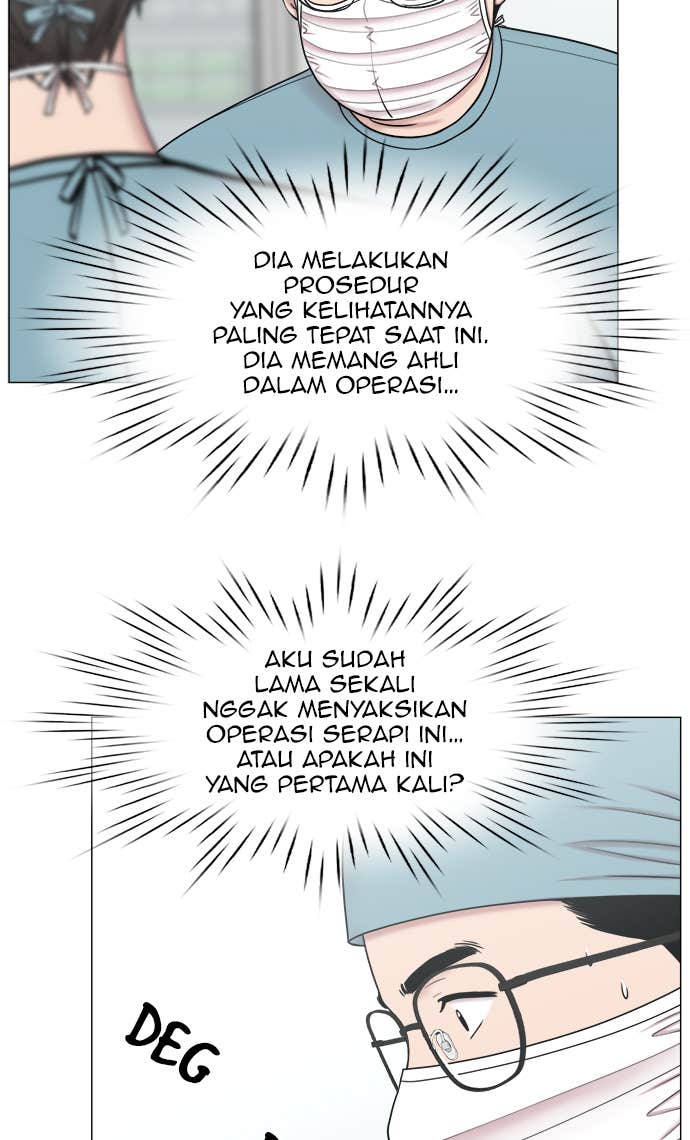 DIA MELAKUKAN
PROSEDUR
YANG KELIHATANNYA
PALING TEPAT SAAT INI.
DIA MEMANG AHLI
DALAM OPERASI...
AKU SUDAH
LAMA SEKALI
NGGAK MENYAKSIKAN
OPERASI SERAPI INI...
ATAU APAKAH INI
YANG PERTAMA KALI?
DEG